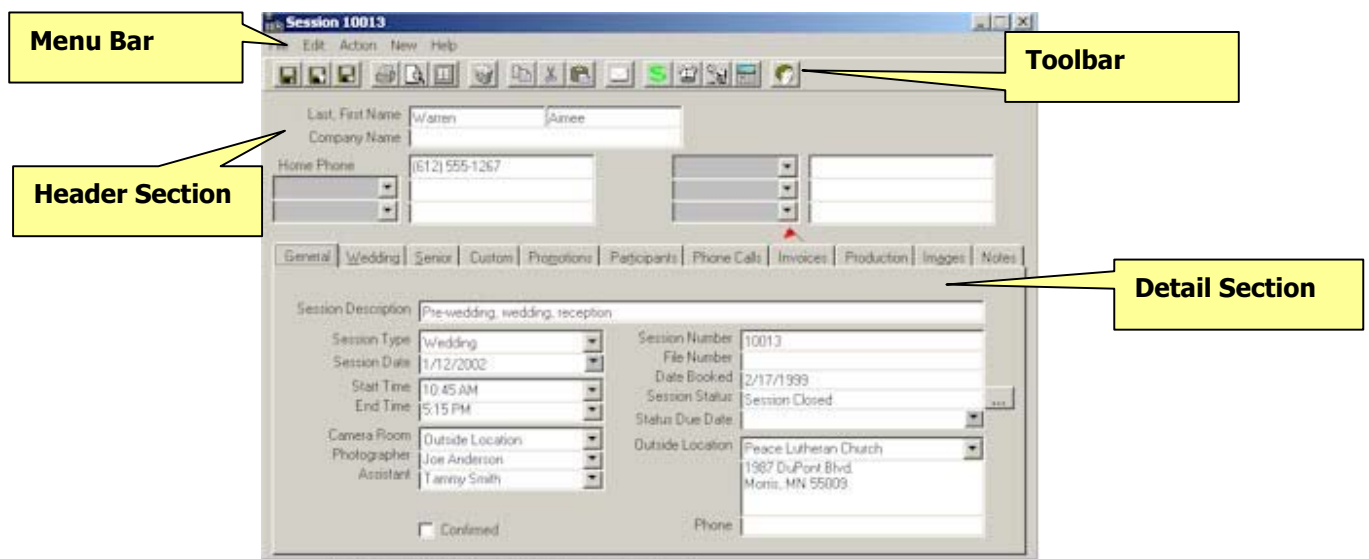 Session 10013
Menu Bar
Edit Action New Help
Toolbar
Last, First Name Warren Aimee
Company Name
Home Phone (612) 555-1267
Header Section
General Wedding Senior Custom Promotions Participants Phone Calls Invoices Production Images Notes
Detail Section
Session Description Pre-wedding, wedding, reception
Session Type Wedding Session Number 10013
Session Date 1/12/2002 File Number
Start Time 10:45 AM Date Booked 2/17/1999
End Time 5:15 PM Session Status Session Closed ...
Status Due Date
Camera Room Outside Location Outside Location Peace Lutheran Church
Photographer Joe Anderson 1987 DuPont Blvd.
Assistant Tammy Smith Morris, MN 55009
Confirmed Phone